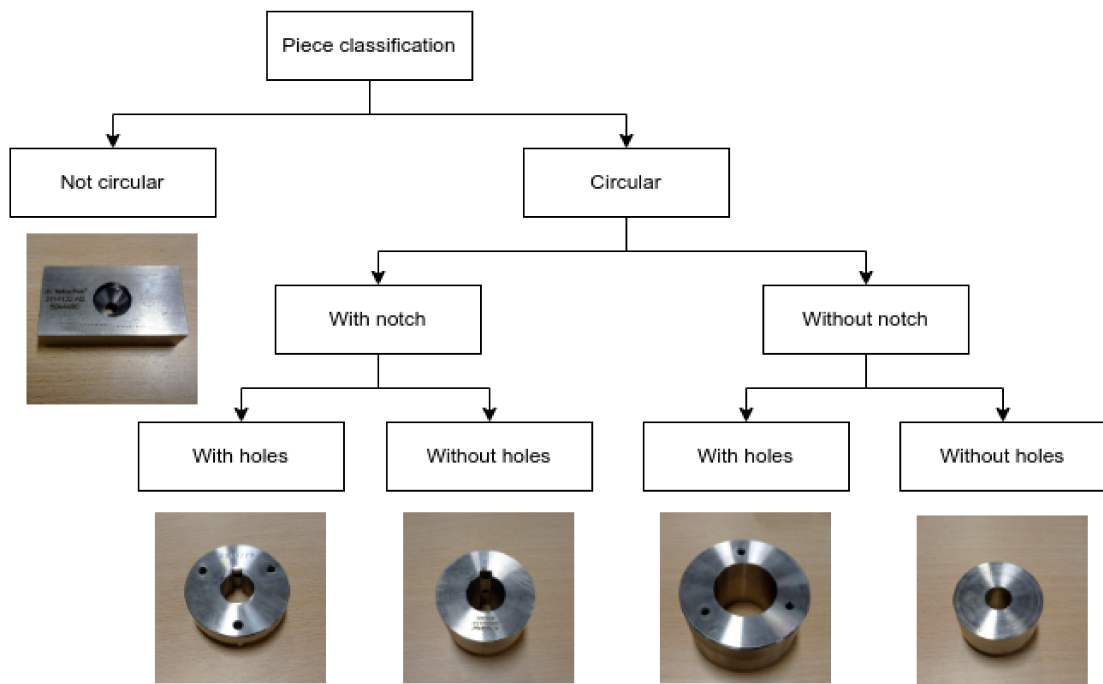 Piece classification
Not circular
Circular
With notch
Without notch
With holes
Without holes
With holes
Without holes